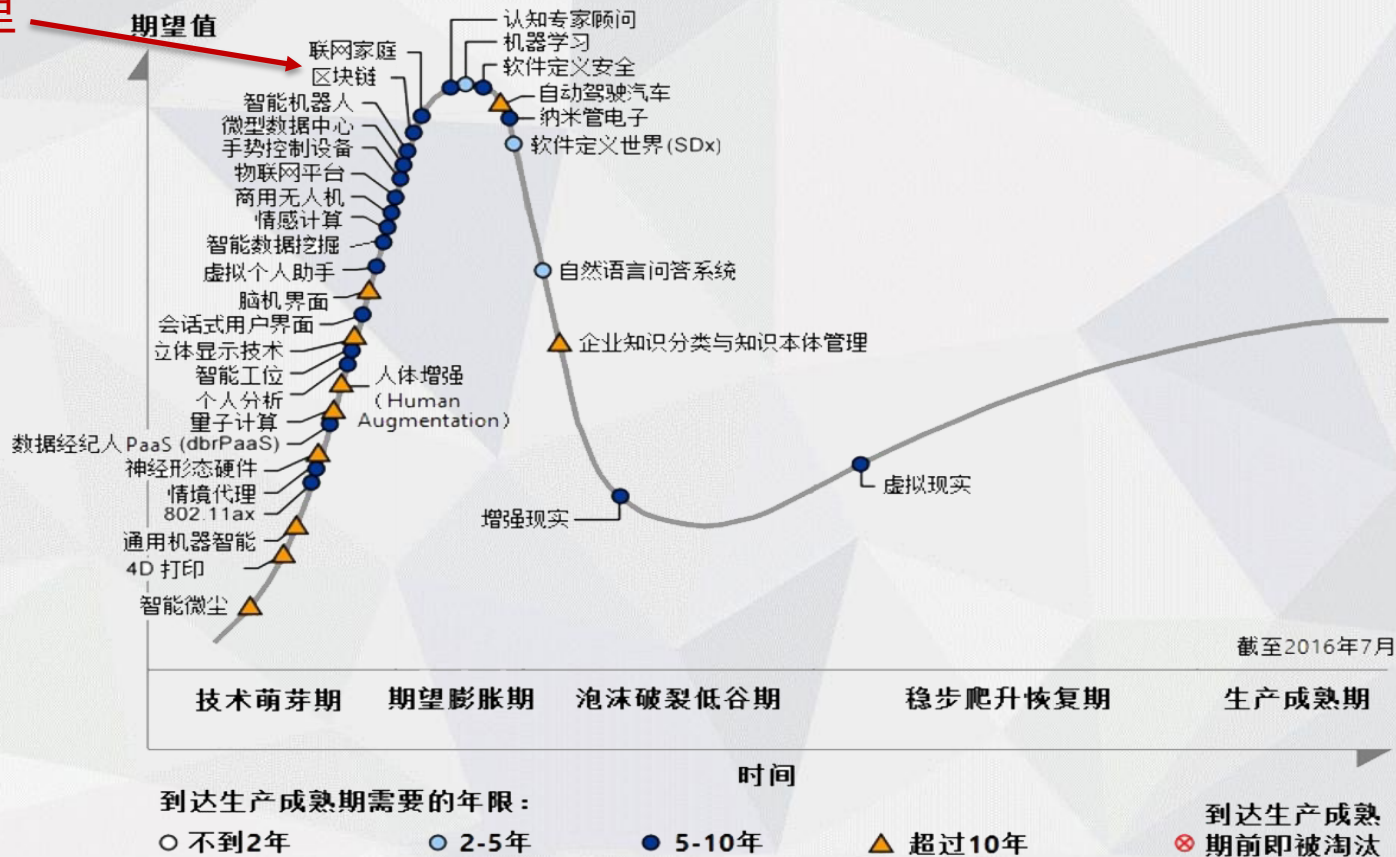 里
期望值
联网家庭
区块链
智能机器人
微型数据中心
手势控制设备
物联网平台
商用无人机
情感计算
智能数据挖掘
虚拟个人助手
脑机界面
会话式用户界面
立体显示技术
智能工位
个人分析
量子计算
数据经纪人PaaS (dbrPaaS)
神经形态硬件
情境代理
802.11ax
通用机器智能
4D 打印
智能微尘
人体增强
（Human
Augmentation）
认知专家顾问
机器学习
软件定义安全
自动驾驶汽车
纳米管电子
软件定义世界(SDx)
自然语言问答系统
企业知识分类与知识本体管理
增强现实
虚拟现实
截至2016年7月
技术萌芽期 期望膨胀期 泡沫破裂低谷期 稳步爬升恢复期 生产成熟期
时间
到达生产成熟期需要的年限：
不到2年 2-5年 5-10年 超过10年
到达生产成熟
期前即被淘汰